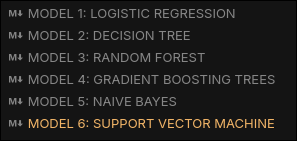 M↓ MODEL 1: LOGISTIC REGRESSION
M↓ MODEL 2: DECISION TREE
M↓ MODEL 3: RANDOM FOREST
M↓ MODEL 4: GRADIENT BOOSTING TREES
M↓ MODEL 5: NAIVE BAYES
M↓ MODEL 6: SUPPORT VECTOR MACHINE